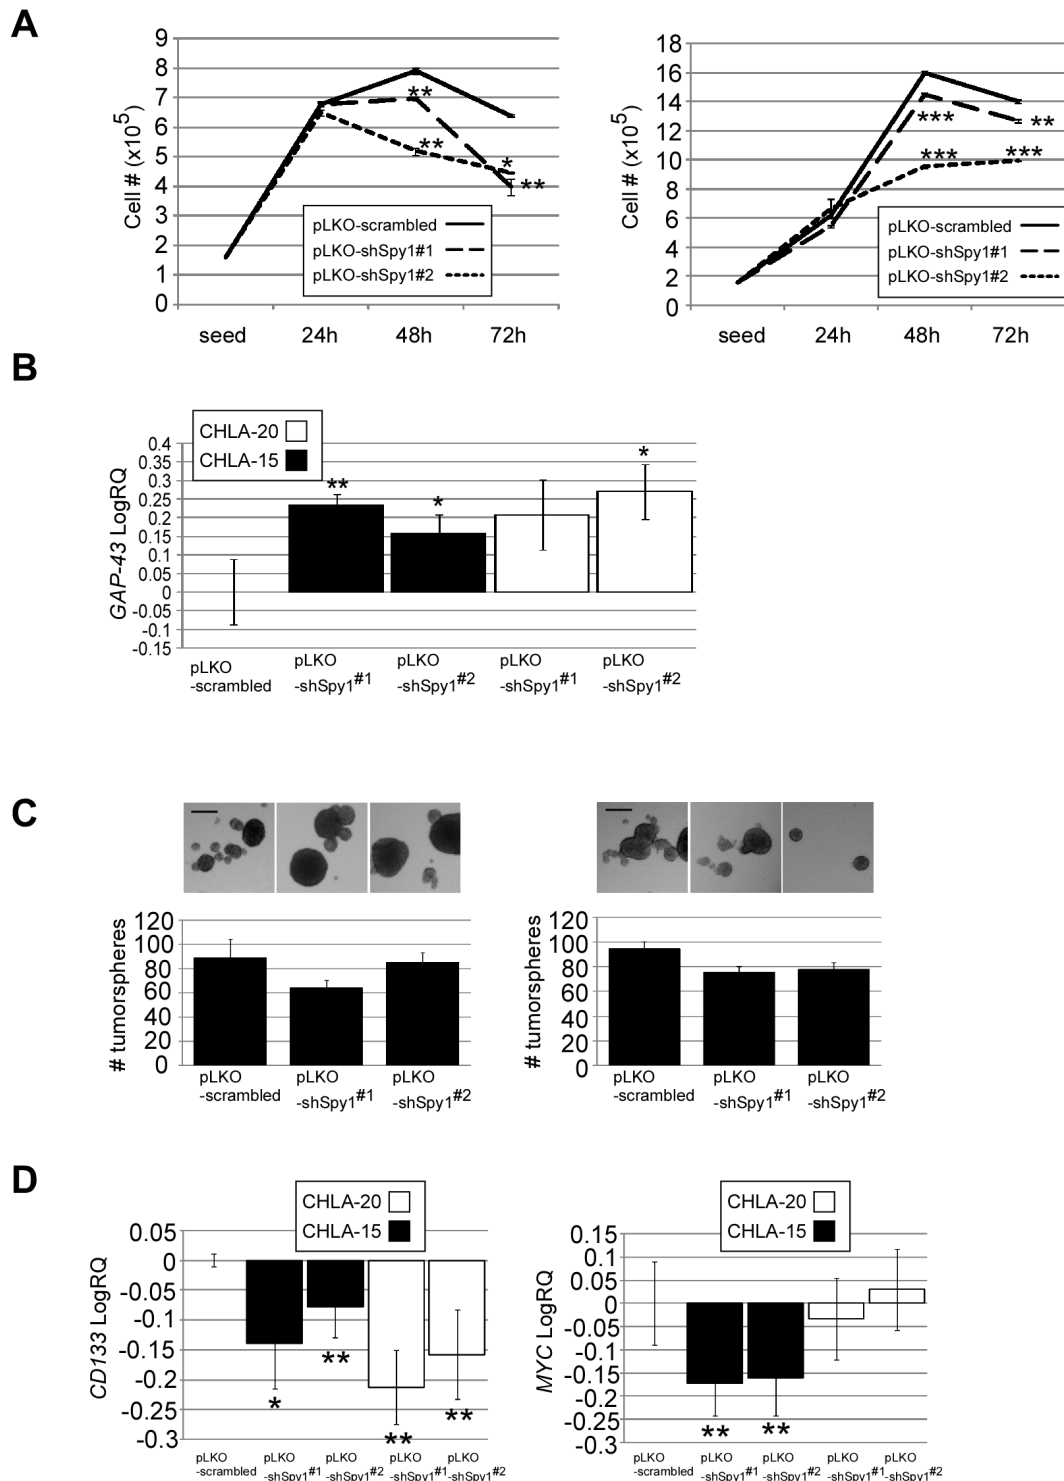 A
9
8
7
6
5
4
3
2
1
0
Cell # (x10^5)
**
**
*
**
pLKO-scrambled
pLKO-shSpy1#1
pLKO-shSpy1#2
seed 24h 48h 72h
18
16
14
12
10
8
6
4
2
0
Cell # (x10^5)
***
**
***
***
pLKO-scrambled
pLKO-shSpy1#1
pLKO-shSpy1#2
seed 24h 48h 72h
B
CHLA-20
CHLA-15
0.4
0.35
0.3
0.25
0.2
0.15
0.1
0.05
0
-0.05
-0.1
-0.15
GAP-43 LogRQ
**
*
*
pLKO
-scrambled
pLKO
-shSpy1#1
pLKO
-shSpy1#2
pLKO
-shSpy1#1
pLKO
-shSpy1#2
C
120
100
80
60
40
20
0
# tumorspheres
pLKO
-scrambled
pLKO
-shSpy1#1
pLKO
-shSpy1#2
120
100
80
60
40
20
0
# tumorspheres
pLKO
-scrambled
pLKO
-shSpy1#1
pLKO
-shSpy1#2
D
CHLA-20
CHLA-15
0.05
0
-0.05
-0.1
-0.15
-0.2
-0.25
-0.3
CD133 LogRQ
*
**
**
**
pLKO
-scrambled
pLKO
-shSpy1#1
pLKO
-shSpy1#2
pLKO
-shSpy1#1
pLKO
-shSpy1#2
CHLA-20
CHLA-15
0.15
0.1
0.05
0
-0.05
-0.1
-0.15
-0.2
-0.25
-0.3
MYC LogRQ
**
**
pLKO
-scrambled
pLKO
-shSpy1#1
pLKO
-shSpy1#2
pLKO
-shSpy1#1
pLKO
-shSpy1#2